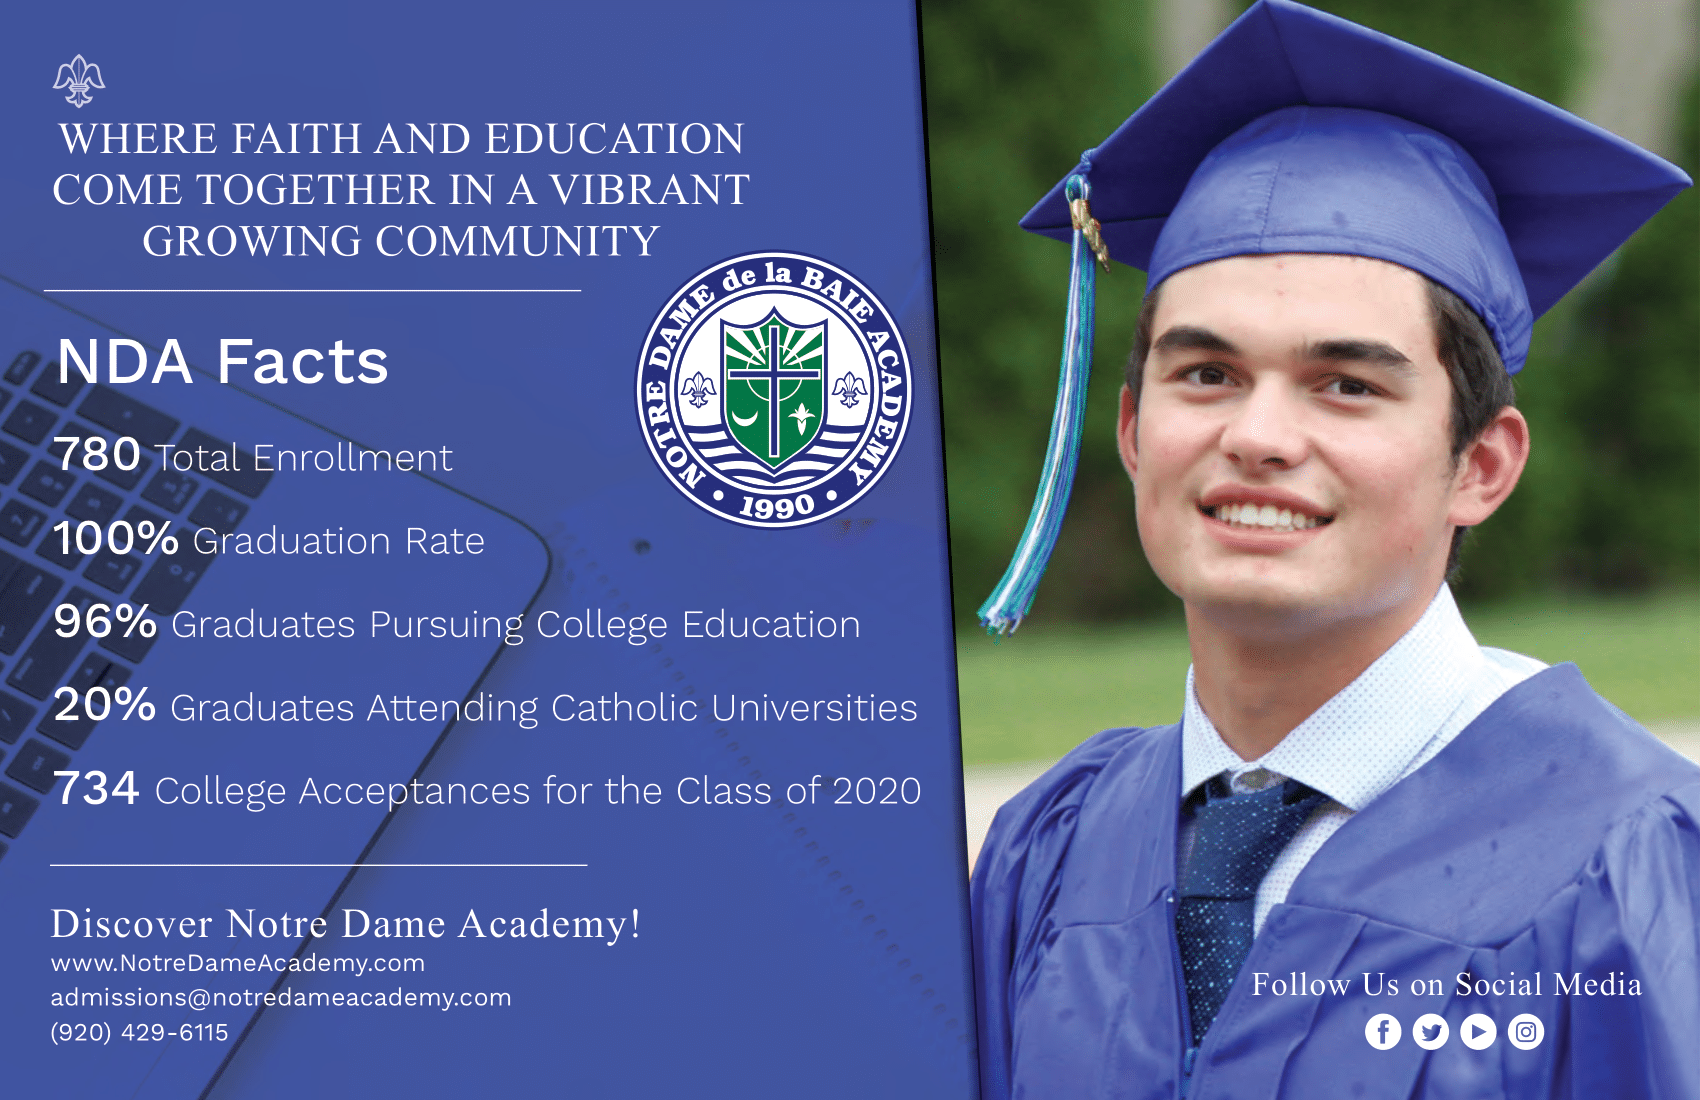 WHERE FAITH AND EDUCATION
COME TOGETHER IN A VIBRANT
GROWING COMMUNITY
NOTRE DAME de la BAIE ACADEMY
• 1990 •
NDA Facts
780 Total Enrollment
100% Graduation Rate
96% Graduates Pursuing College Education
20% Graduates Attending Catholic Universities
734 College Acceptances for the Class of 2020
Discover Notre Dame Academy!
www.NotreDameAcademy.com
admissions@notredameacademy.com
(920) 429-6115
Follow Us on Social Media